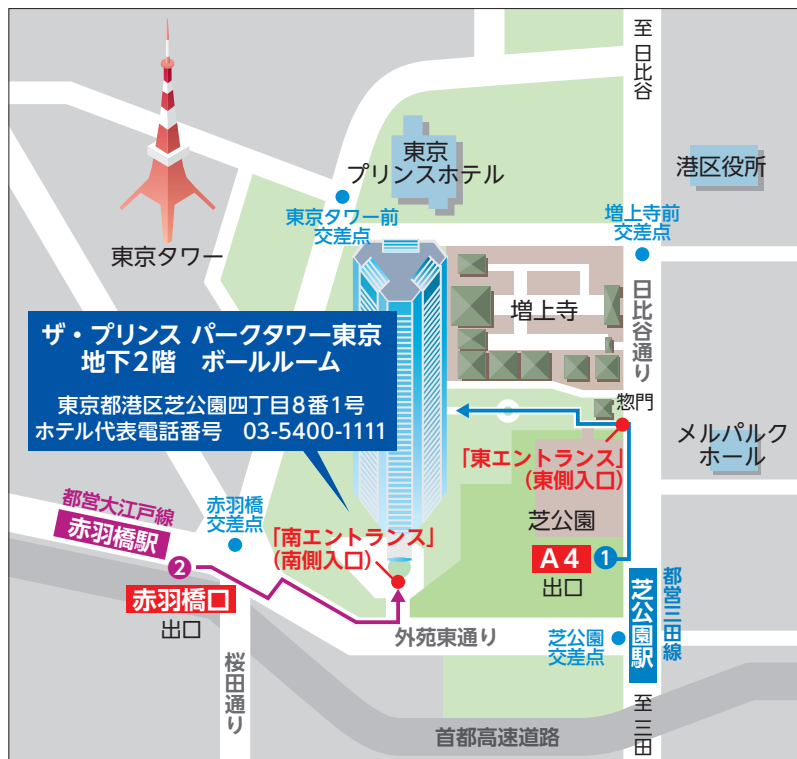 至 日比谷
東京
プリンスホテル
港区役所
東京タワー
東京タワー前
交差点
増上寺前
交差点
増上寺
日比谷通り
ザ・プリンス パークタワー東京
地下2階 ボールルーム
東京都港区芝公園四丁目8番1号
ホテル代表電話番号 03-5400-1111
惣門
「東エントランス」
(東側入口)
メルパルク
ホール
都営大江戸線
赤羽橋駅
赤羽橋
交差点
「南エントランス」
(南側入口)
芝公園
A4
1
出口
2
赤羽橋口
出口
芝公園駅
都営三田線
外苑東通り
芝公園
交差点
桜田通り
至 三田
首都高速道路